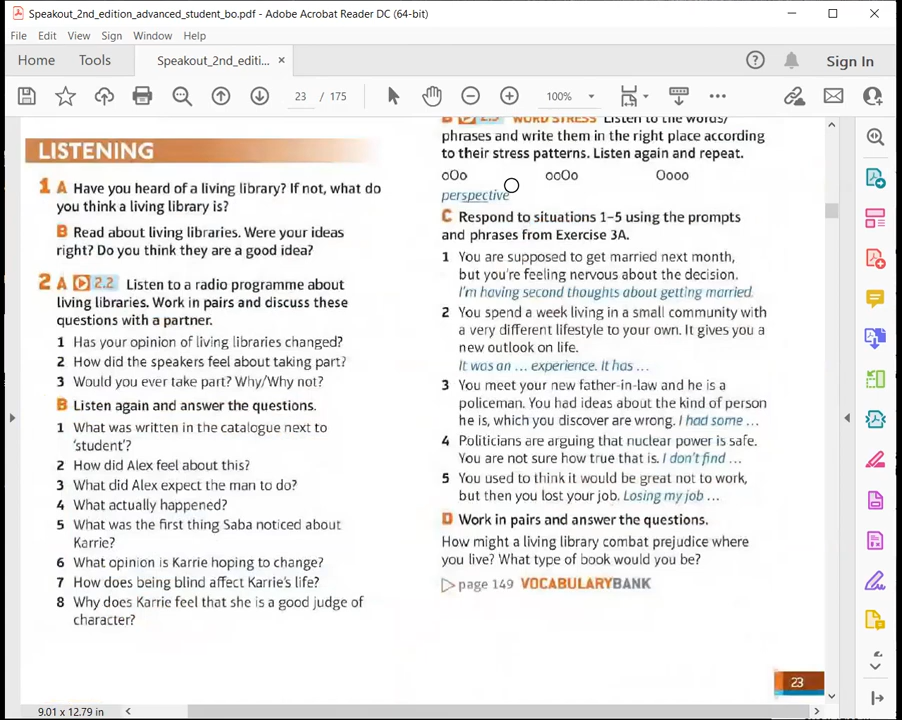 Speakout_2nd_edition_advanced_student_bo.pdf - Adobe Acrobat Reader DC (64-bit)
File Edit View Sign Window Help
Home Tools Speakout_2nd_editi... × Sign In
23 / 175 100%
LISTENING
1 A Have you heard of a living library? If not, what do
you think a living library is?
B Read about living libraries. Were your ideas
right? Do you think they are a good idea?
2 A 2.2 Listen to a radio programme about
living libraries. Work in pairs and discuss these
questions with a partner.
1 Has your opinion of living libraries changed?
2 How did the speakers feel about taking part?
3 Would you ever take part? Why/Why not?
B Listen again and answer the questions.
1 What was written in the catalogue next to
'student'?
2 How did Alex feel about this?
3 What did Alex expect the man to do?
4 What actually happened?
5 What was the first thing Saba noticed about
Karrie?
6 What opinion is Karrie hoping to change?
7 How does being blind affect Karrie's life?
8 Why does Karrie feel that she is a good judge of
character?
B 2.3 WORD STRESS Listen to the words/
phrases and write them in the right place according
to their stress patterns. Listen again and repeat.
oOo ooOo Oooo
perspective
C Respond to situations 1–5 using the prompts
and phrases from Exercise 3A.
1 You are supposed to get married next month,
but you're feeling nervous about the decision.
I'm having second thoughts about getting married.
2 You spend a week living in a small community with
a very different lifestyle to your own. It gives you a
new outlook on life.
It was an ... experience. It has ...
3 You meet your new father-in-law and he is a
policeman. You had ideas about the kind of person
he is, which you discover are wrong. I had some ...
4 Politicians are arguing that nuclear power is safe.
You are not sure how true that is. I don't find ...
5 You used to think it would be great not to work,
but then you lost your job. Losing my job ...
D Work in pairs and answer the questions.
How might a living library combat prejudice where
you live? What type of book would you be?
page 149 VOCABULARYBANK
23
9.01 x 12.79 in